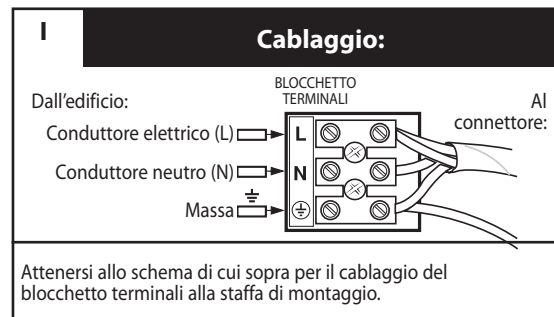 I
Cablaggio:
BLOCCHETTO
TERMINALI
Dall'edificio:
Al
connettore:
Conduttore elettrico (L)
L
Conduttore neutro (N)
N
Massa
Attenersi allo schema di cui sopra per il cablaggio del
blocchetto terminali alla staffa di montaggio.